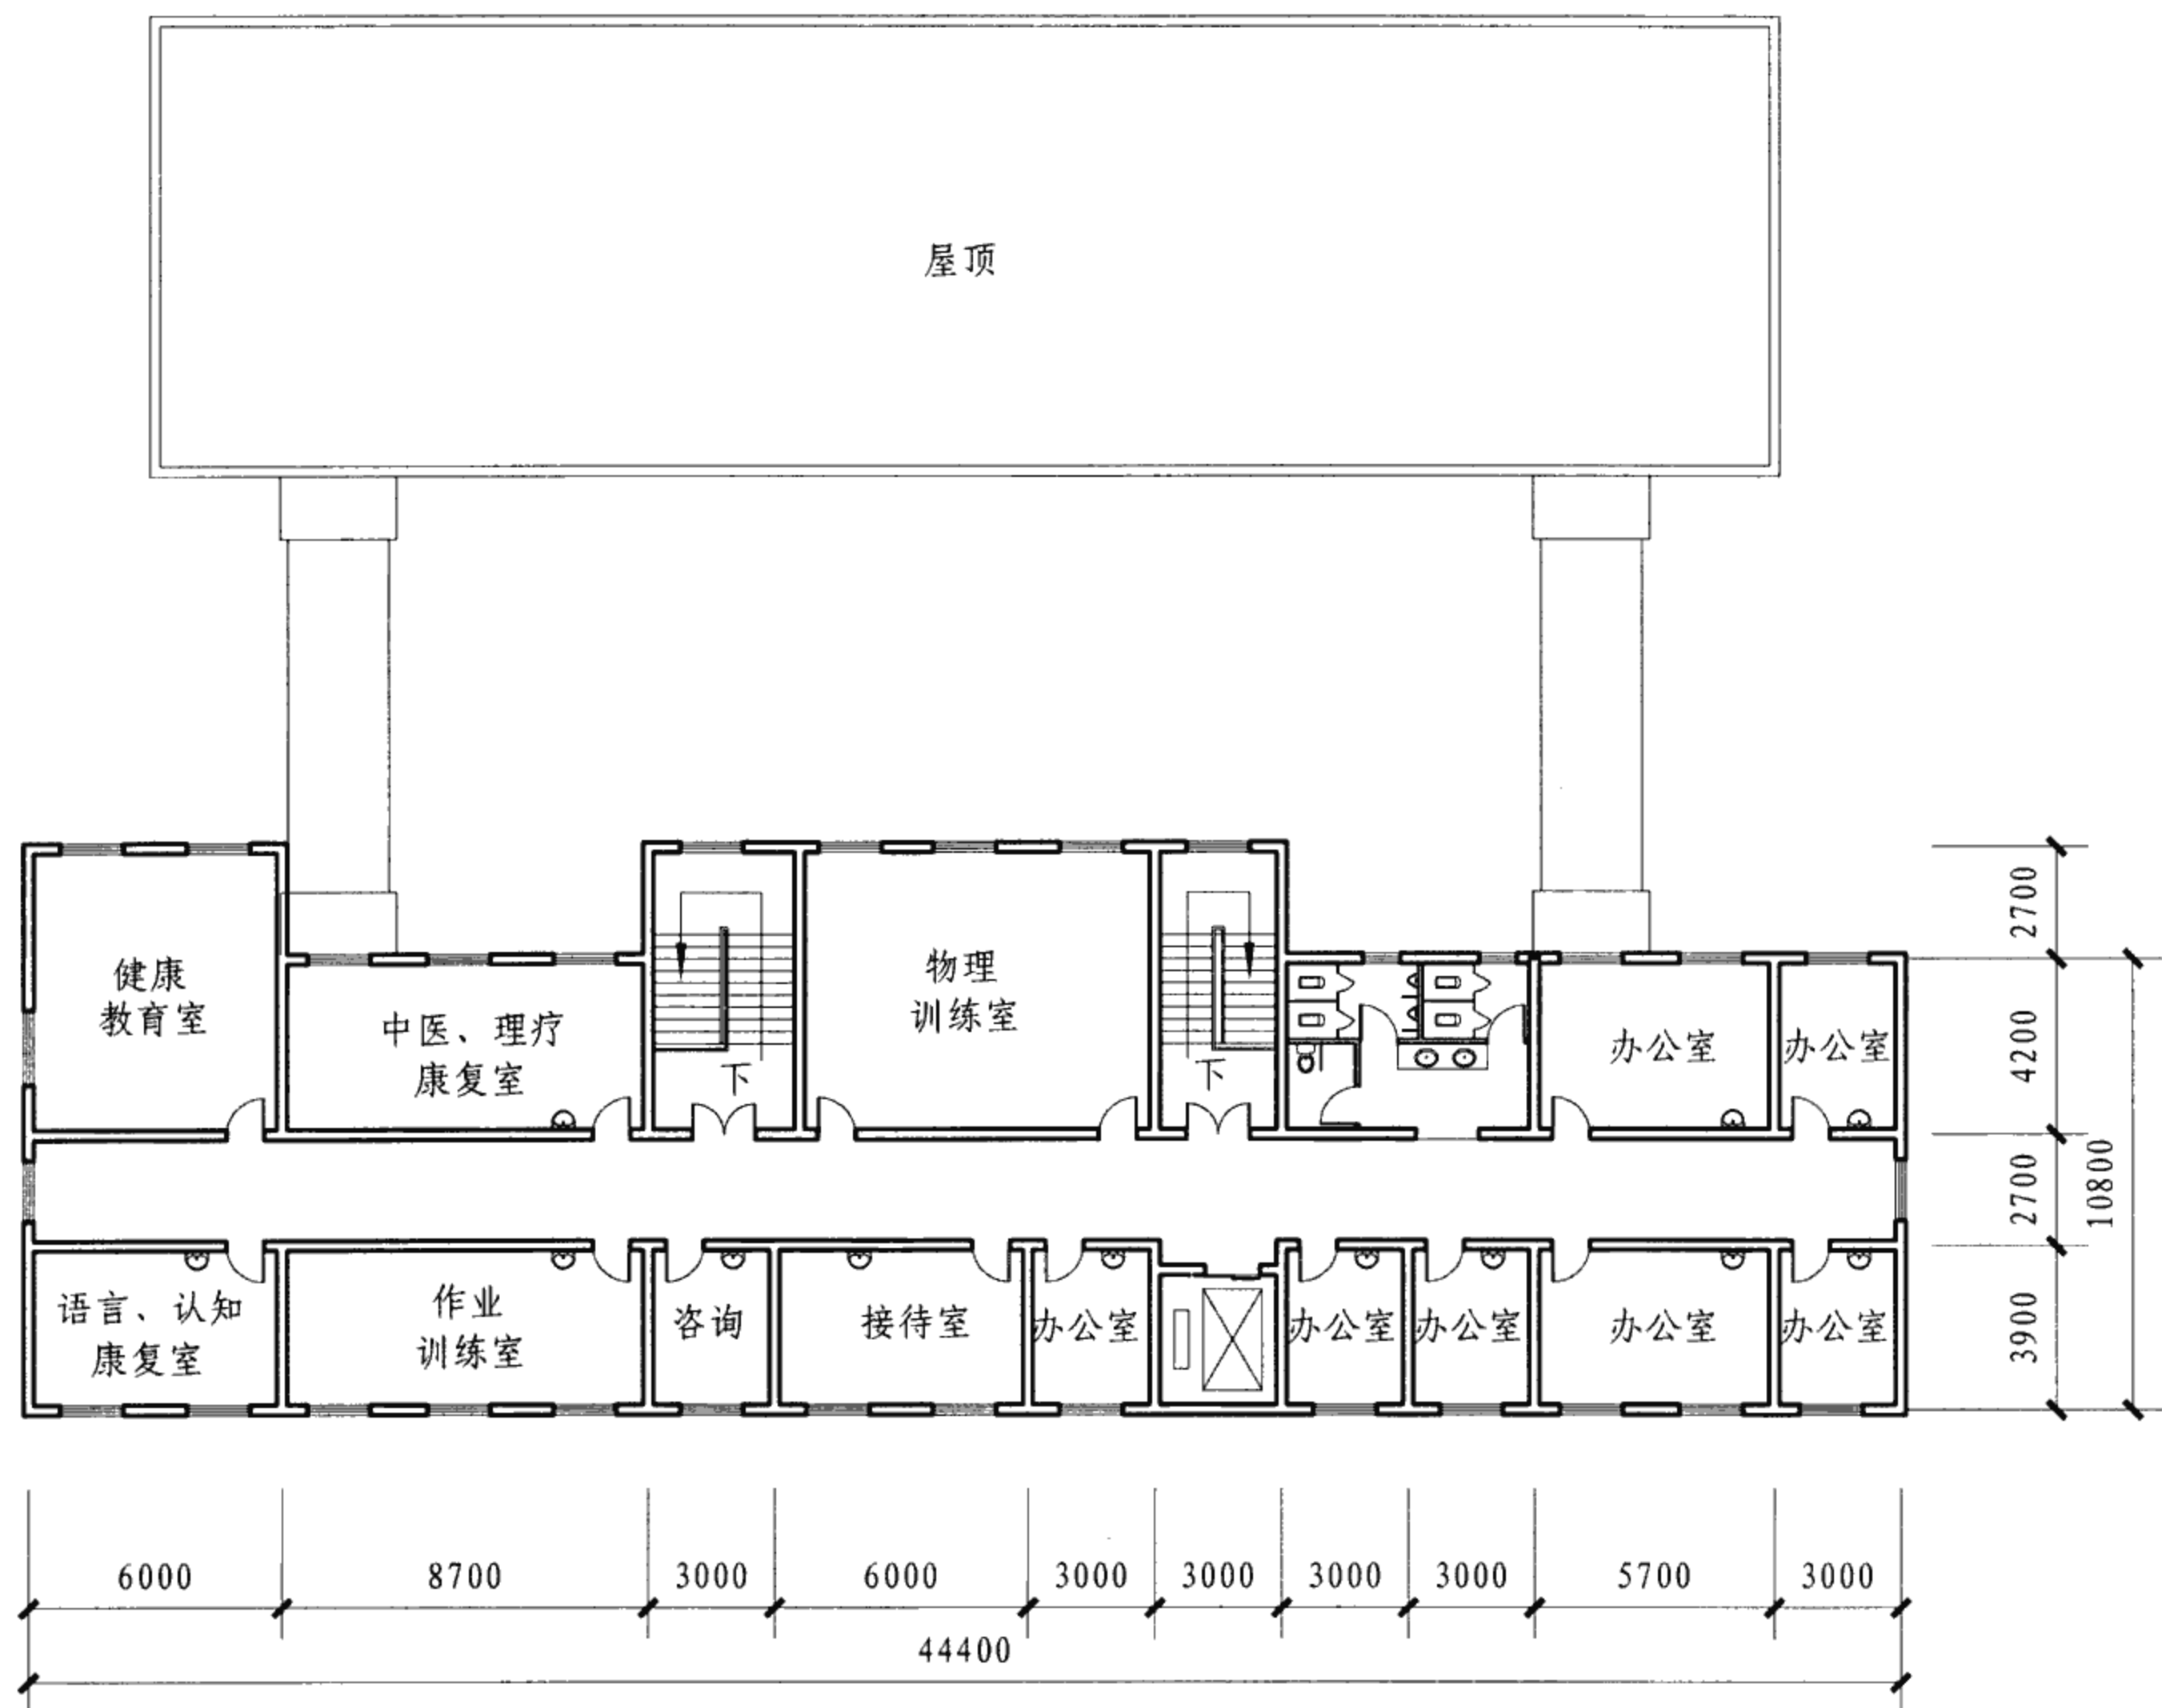 屋顶
健康
教育室
中医、理疗
康复室
下
物理
训练室
下
办公室
办公室
语言、认知
康复室
作业
训练室
咨询
接待室
办公室
办公室
办公室
办公室
办公室
2700
4200
2700
3900
10800
6000
8700
3000
6000
3000
3000
3000
3000
5700
3000
44400